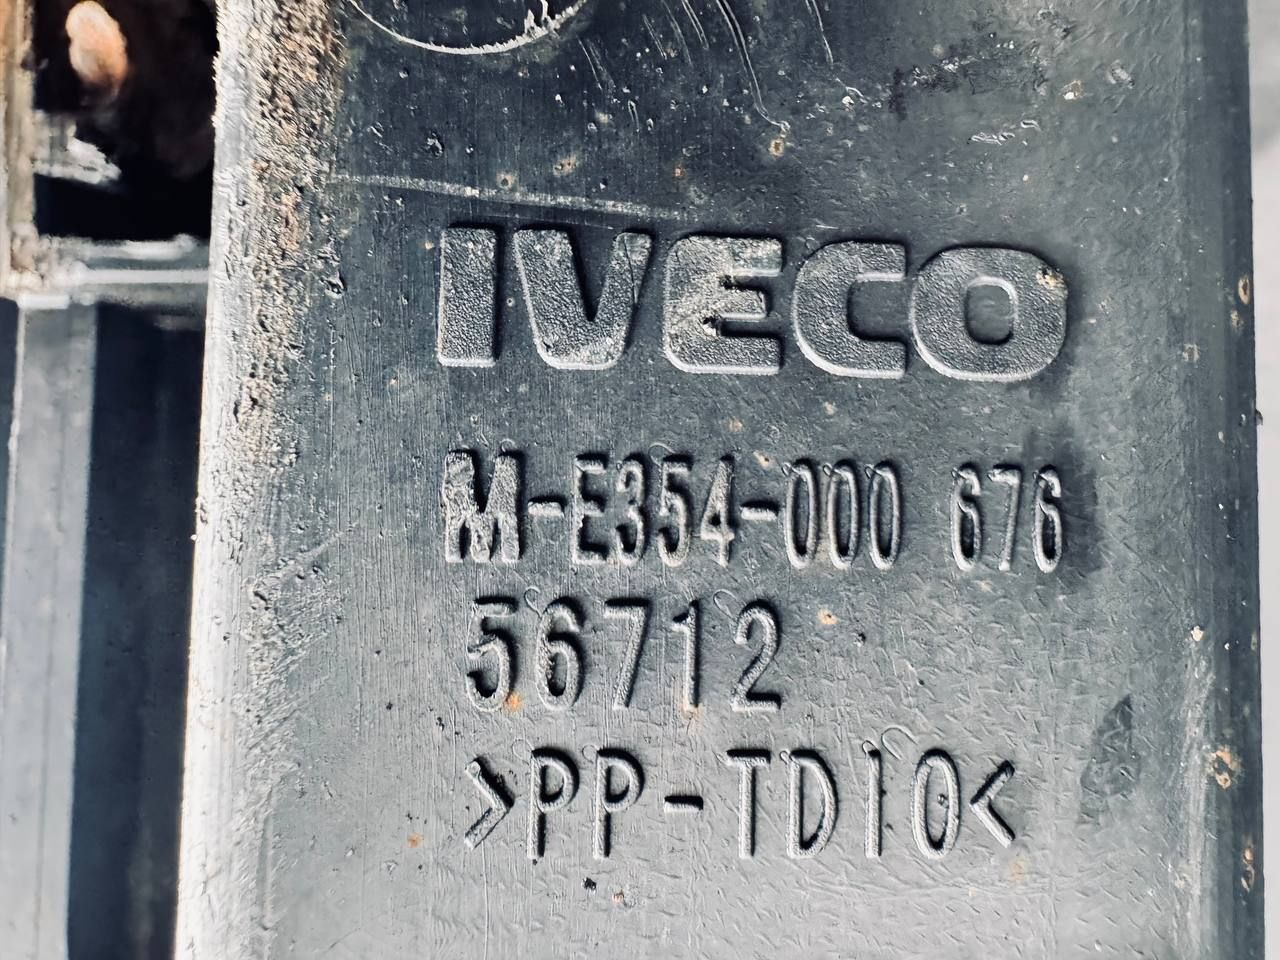 IVECO
M-E354-000 676
56712
>PP-TD10<